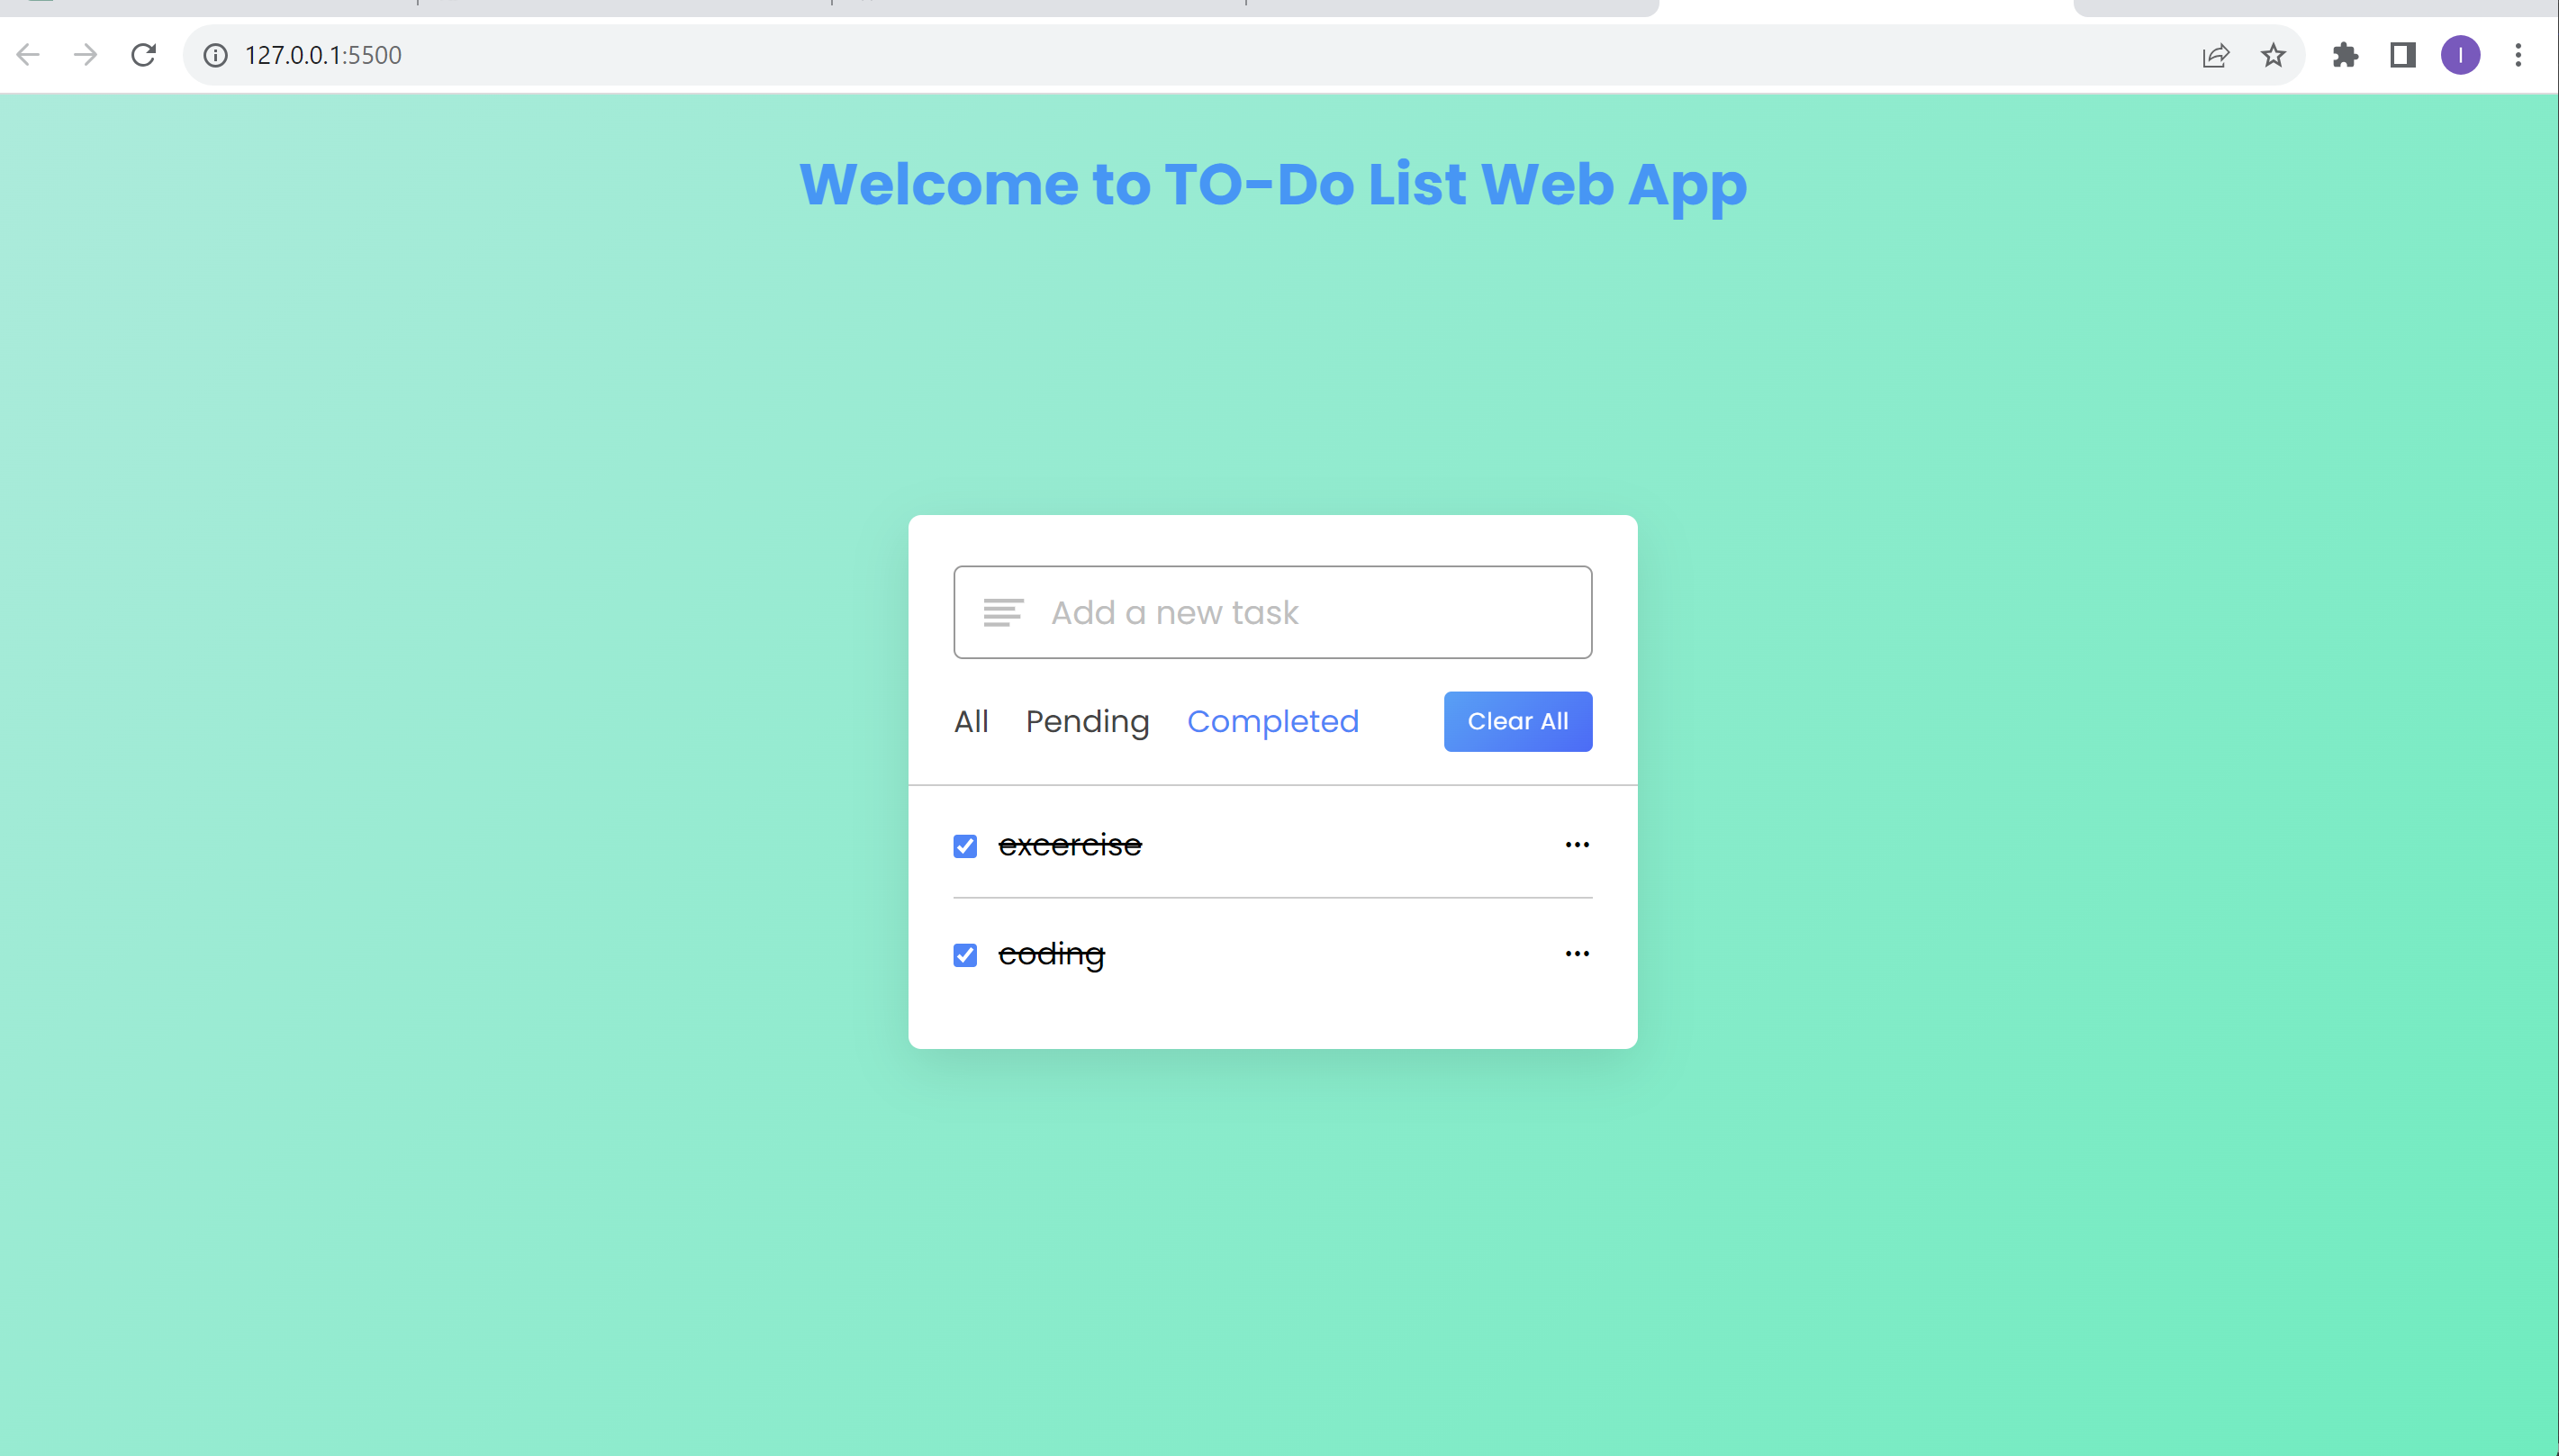 127.0.0.1:5500
I
Welcome to TO-Do List Web App
Add a new task
All Pending Completed Clear All
excercise
coding